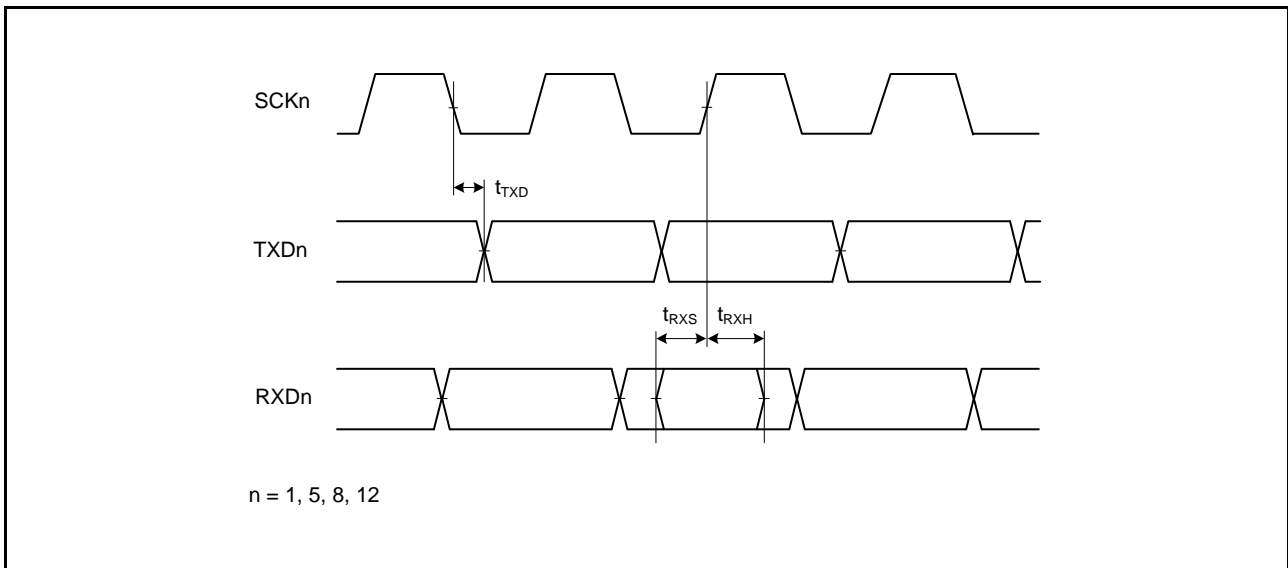 SCKn
tTXD
TXDn
tRXS tRXH
RXDn
n = 1, 5, 8, 12